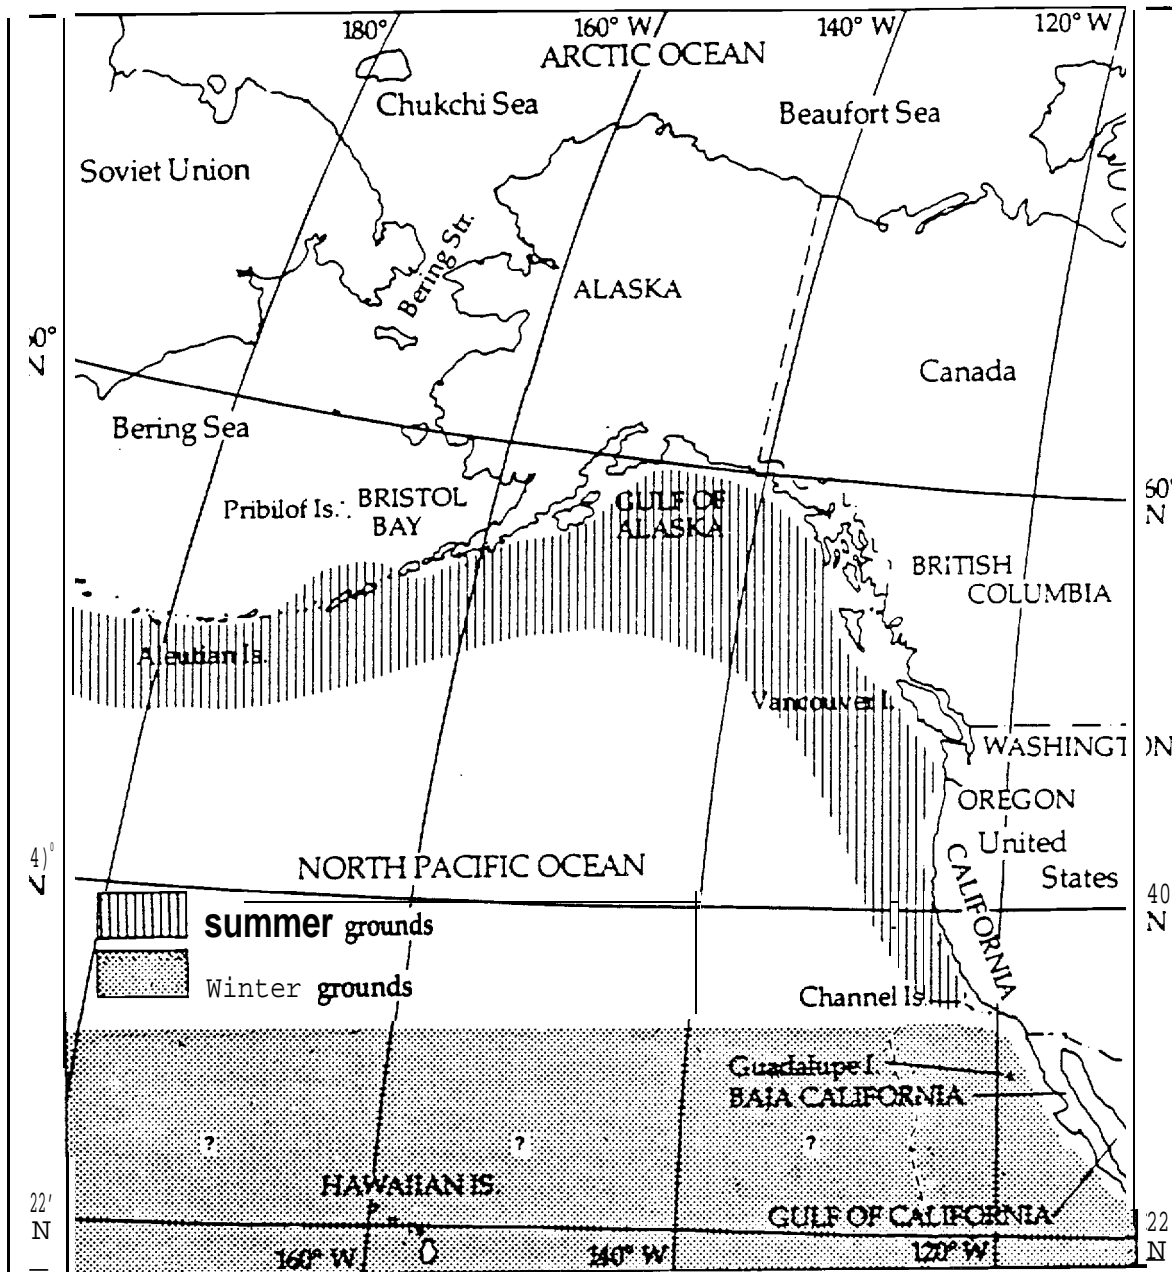 180°
160° W
140° W
120° W
ARCTIC OCEAN
Chukchi Sea
Beaufort Sea
Soviet Union
Bering Str.
ALASKA
Canada
Bering Sea
Pribilof Is.
BRISTOL
BAY
GULF OF
ALASKA
60°
N
BRITISH
COLUMBIA
Aleutian Is.
Vancouver I.
WASHINGTON
OREGON
United
States
CALIFORNIA
NORTH PACIFIC OCEAN
40
N
summer grounds
Winter grounds
Channel Is.
Guadalupe I.
BAJA CALIFORNIA
? ? ?
HAWAIIAN IS.
GULF OF CALIFORNIA
22'
N
22
N
160° W
140° W
120° W